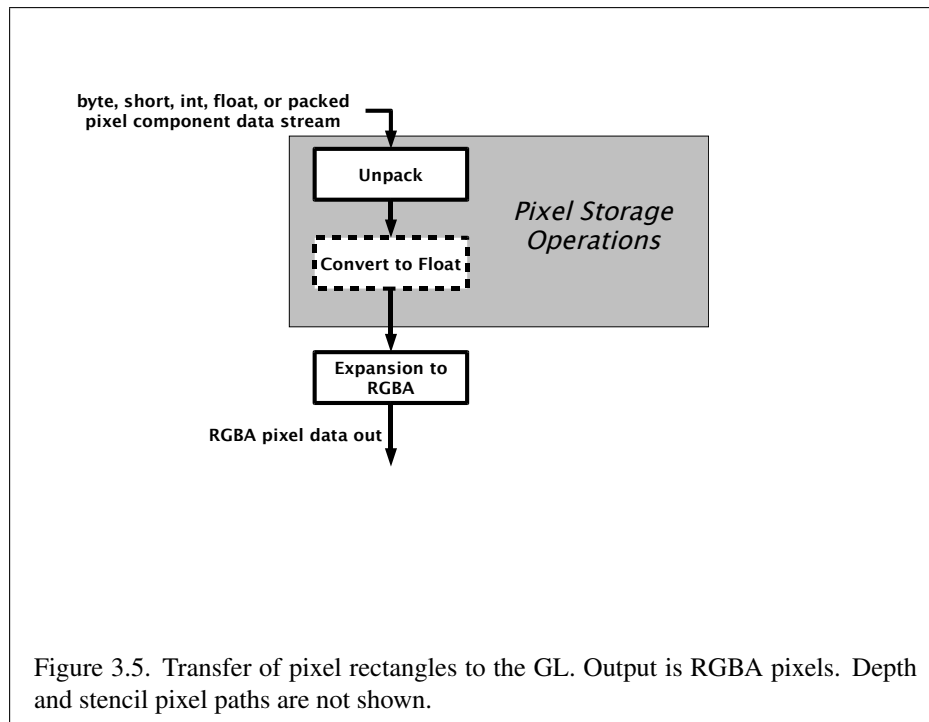 byte, short, int, float, or packed
pixel component data stream
Unpack
Pixel Storage
Operations
Convert to Float
Expansion to
RGBA
RGBA pixel data out
Figure 3.5. Transfer of pixel rectangles to the GL. Output is RGBA pixels. Depth
and stencil pixel paths are not shown.